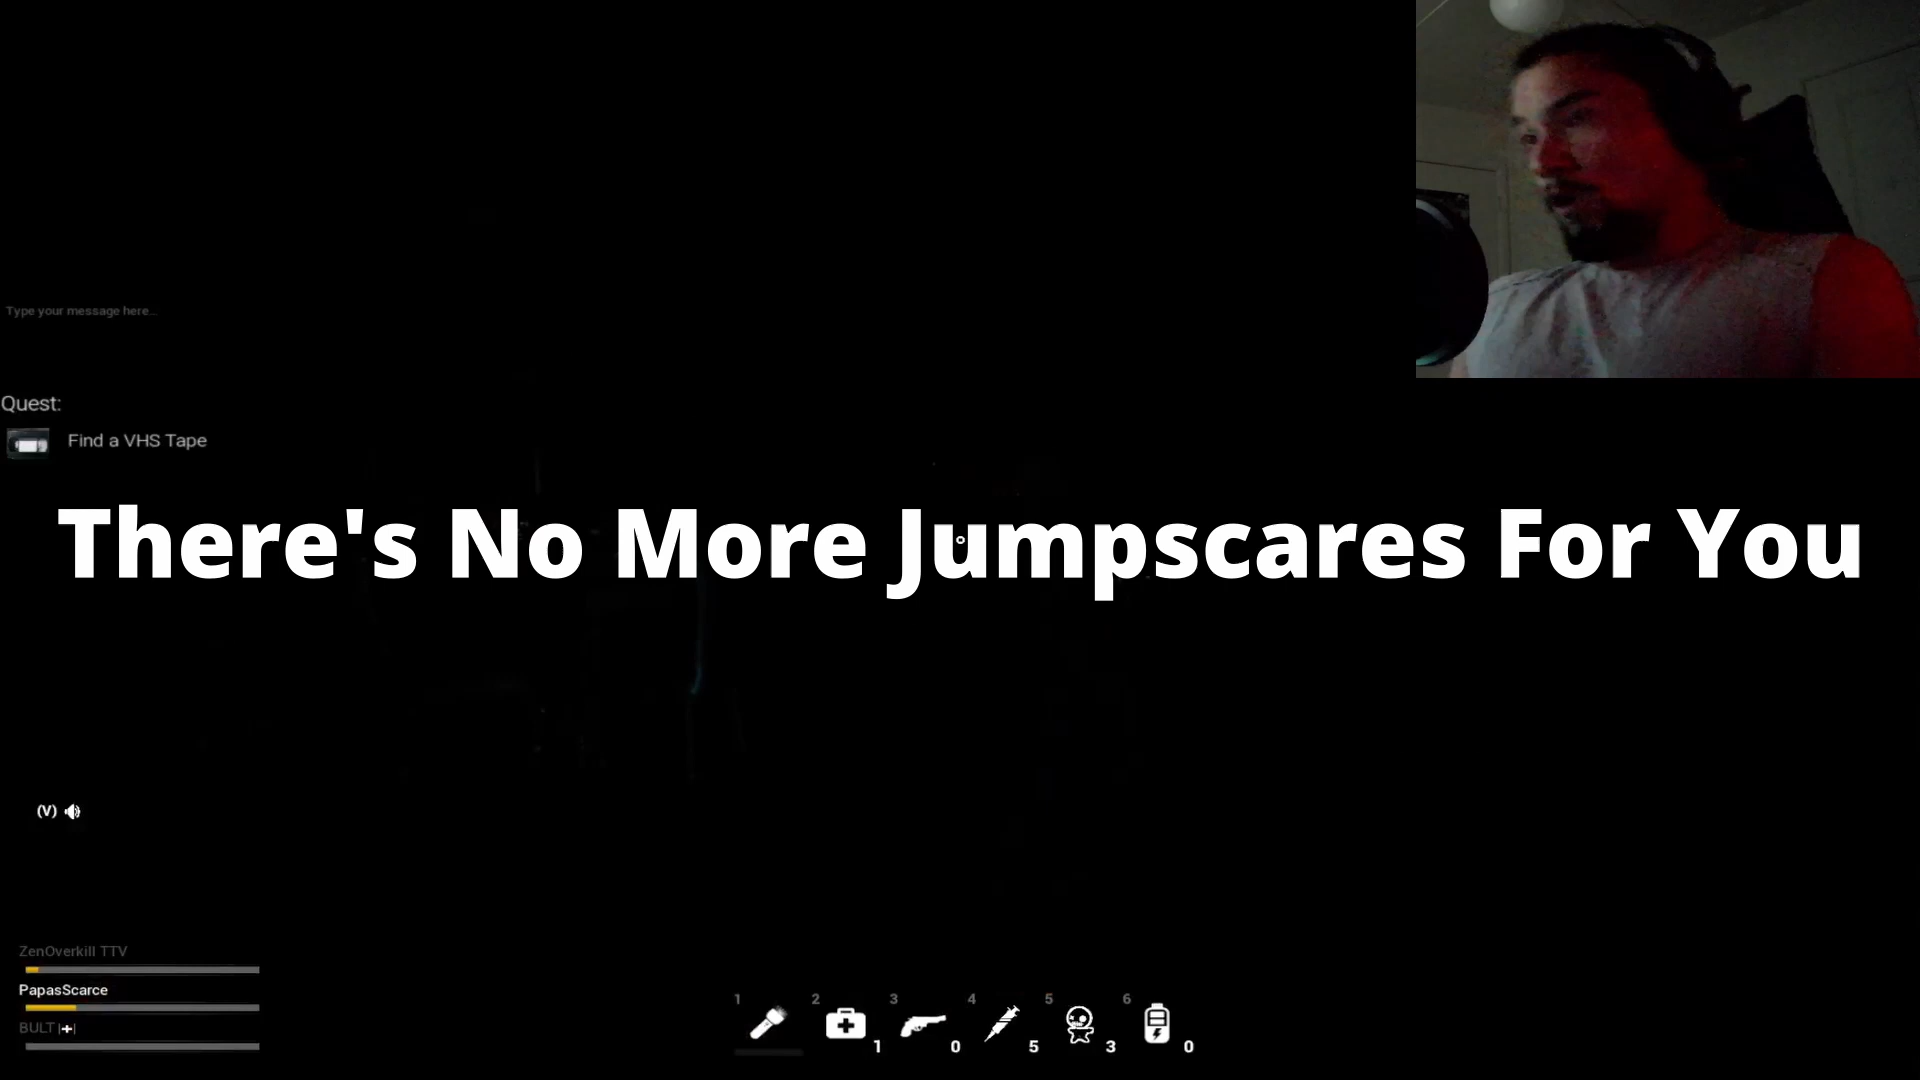 Type your message here...
Quest:
Find a VHS Tape
There's No More Jumpscares For You
(V)
ZenOverkill TTV
PapasScarce
BULT
1 2 3 4 5 6
1 0 5 3 0